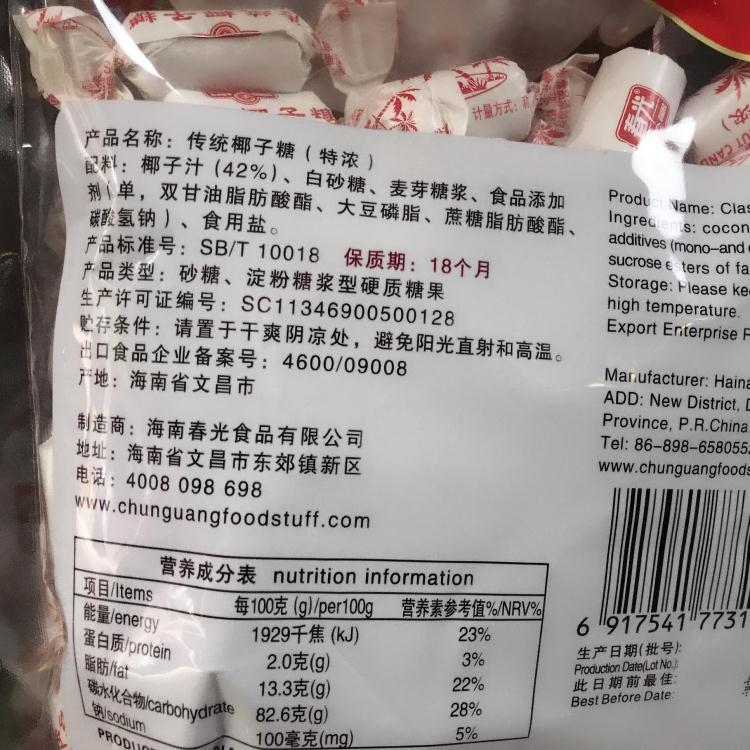 椰子糖
计量方式:
春光
产品名称：传统椰子糖（特浓）
配料：椰子汁（42%）、白砂糖、麦芽糖浆、食品添加
剂（单，双甘油脂肪酸酯、大豆磷脂、蔗糖脂肪酸酯、
碳酸氢钠）、食用盐。
产品标准号：SB/T 10018 保质期：18个月
产品类型：砂糖、淀粉糖浆型硬质糖果
生产许可证编号：SC11346900500128
贮存条件：请置于干爽阴凉处，避免阳光直射和高温。
出口食品企业备案号：4600/09008
产地：海南省文昌市
制造商：海南春光食品有限公司
地址：海南省文昌市东郊镇新区
电话：4008 098 698
www.chunguangfoodstuff.com
营养成分表 nutrition information
项目/Items 每100克 (g)/per100g 营养素参考值%/NRV%
能量/energy 1929千焦 (kJ) 23%
蛋白质/protein 2.0克(g) 3%
脂肪/fat 13.3克(g) 22%
碳水化合物/carbohydrate 82.6克(g) 28%
钠/sodium 100毫克(mg) 5%
Product Name:
Ingredients:
additives (mono-and
sucrose esters of
Storage: Please
high temperature.
Export Enterprise
Manufacturer:
ADD: New District,
Province, P.R.China
Tel: 86-898-658055
www.chunguangfoods
6 917541 7731
生产日期(批号):
Production Date(Lot No.):
此日期前最佳:
Best Before Date: